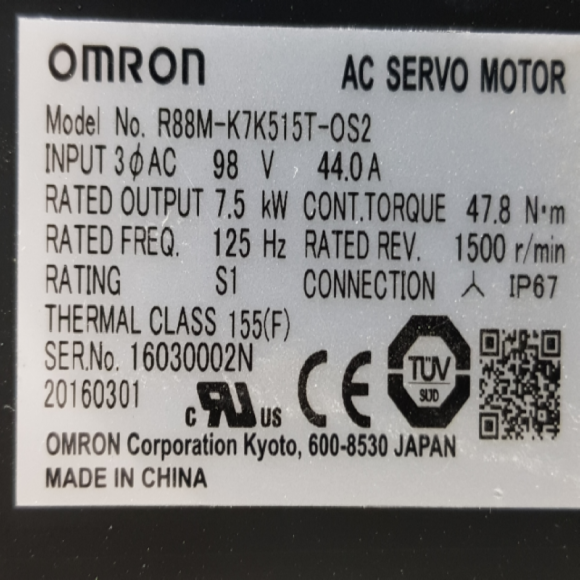 OMRON AC SERVO MOTOR
Model No. R88M-K7K515T-OS2
INPUT 3ϕAC 98 V 44.0 A
RATED OUTPUT 7.5 kW CONT.TORQUE 47.8 N·m
RATED FREQ. 125 Hz RATED REV. 1500 r/min
RATING S1 CONNECTION 人 IP67
THERMAL CLASS 155(F)
SER.No. 16030002N
20160301 c RU US CE TÜV SÜD
OMRON Corporation Kyoto, 600-8530 JAPAN
MADE IN CHINA